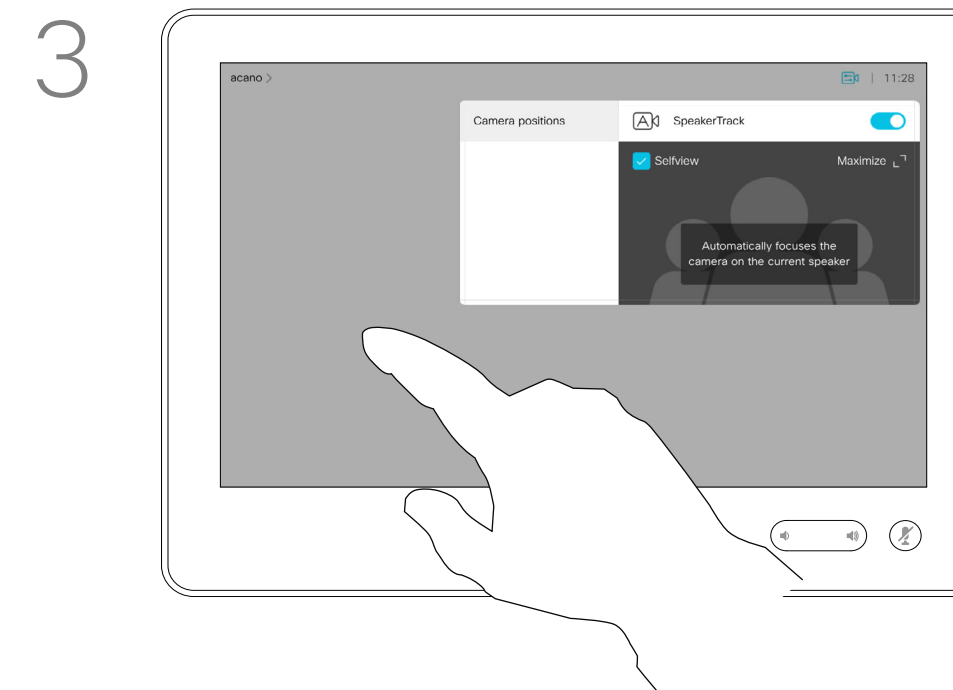 3
acano >
11:28
Camera positions
SpeakerTrack
Selfview
Maximize
Automatically focuses the
camera on the current speaker